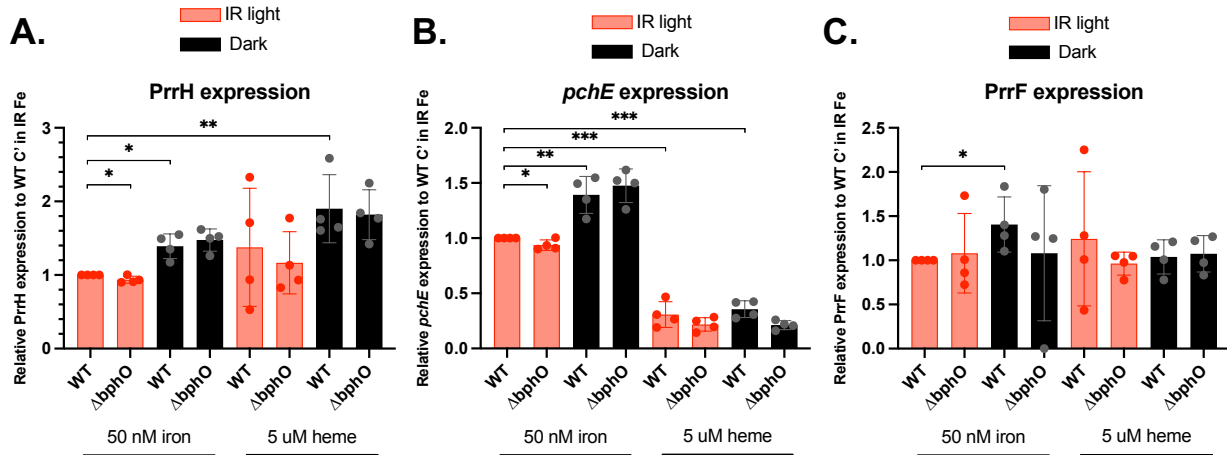 A.
IR light
Dark
PrrH expression
Relative PrrH expression to WT C' in IR Fe
3
2
1
0
*
*
**
WT
ΔbphO
WT
ΔbphO
WT
ΔbphO
WT
ΔbphO
50 nM iron
5 uM heme
B.
IR light
Dark
pchE expression
Relative pchE expression to WT C' in IR Fe
2.0
1.5
1.0
0.5
0.0
***
***
**
*
WT
ΔbphO
WT
ΔbphO
WT
ΔbphO
WT
ΔbphO
50 nM iron
5 uM heme
C.
IR light
Dark
PrrF expression
Relative PrrF expression to WT C' in IR Fe
2.5
2.0
1.5
1.0
0.5
0.0
*
WT
ΔbphO
WT
ΔbphO
WT
ΔbphO
WT
ΔbphO
50 nM iron
5 uM heme